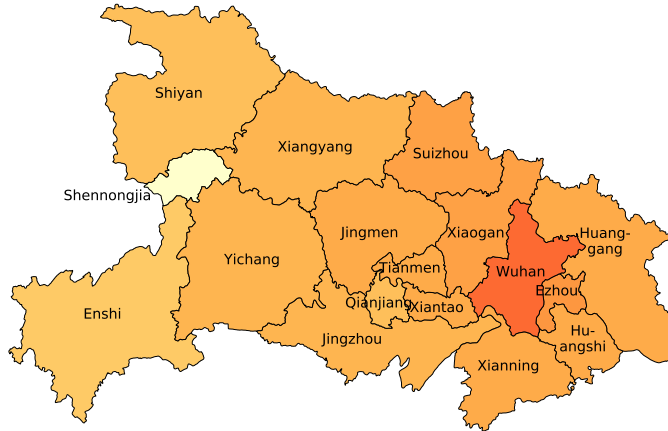 Shiyan
Xiangyang
Suizhou
Shennongjia
Jingmen
Xiaogan
Huang-
gang
Yichang
Tianmen
Wuhan
Ezhou
Qianjiang
Xiantao
Enshi
Jingzhou
Hu-
angshi
Xianning